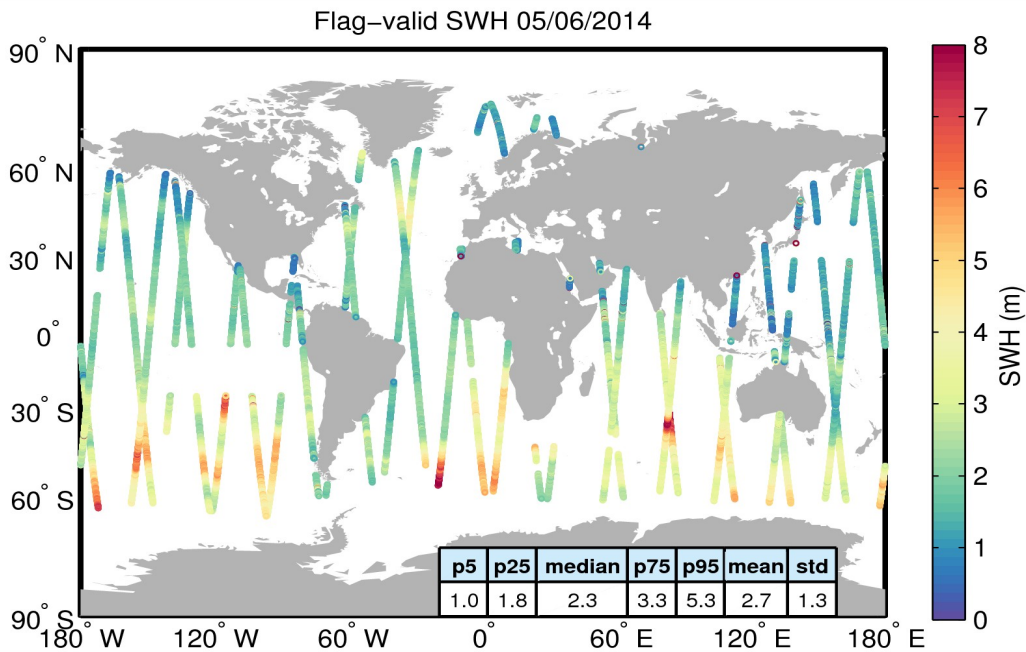 Flag−valid SWH 05/06/2014
90° N
60° N
30° N
0°
30° S
60° S
90° S
180° W
120° W
60° W
0°
60° E
120° E
180° E
p5 p25 median p75 p95 mean std
1.0 1.8 2.3 3.3 5.3 2.7 1.3
8
7
6
5
4
3
2
1
0
SWH (m)